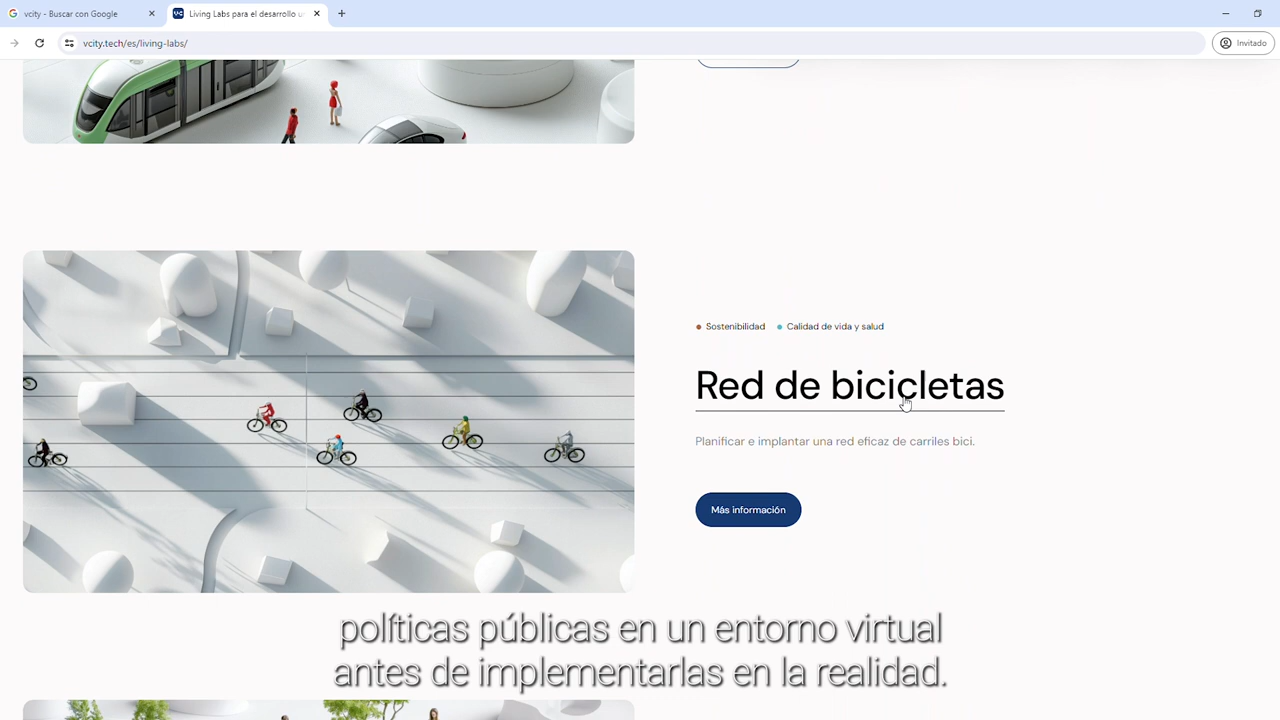 vcity - Buscar con Google
Living Labs para el desarrollo u
vcity.tech/es/living-labs/
Invitado
Sostenibilidad
Calidad de vida y salud
Red de bicicletas
Planificar e implantar una red eficaz de carriles bici.
Más información
políticas públicas en un entorno virtual
antes de implementarlas en la realidad.